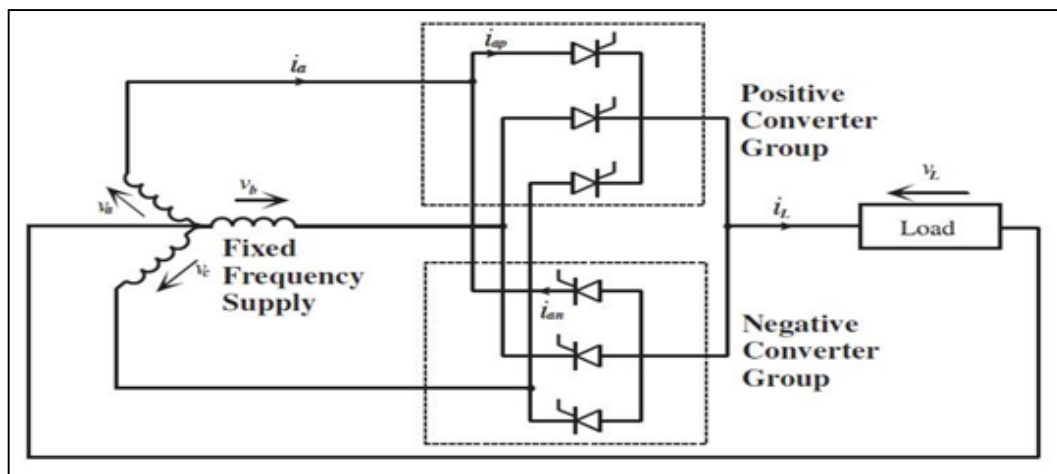 i_ap
i_a
Positive
Converter
Group
v_b
v_L
v_a
i_L
Load
Fixed
Frequency
Supply
v_c
i_an
Negative
Converter
Group